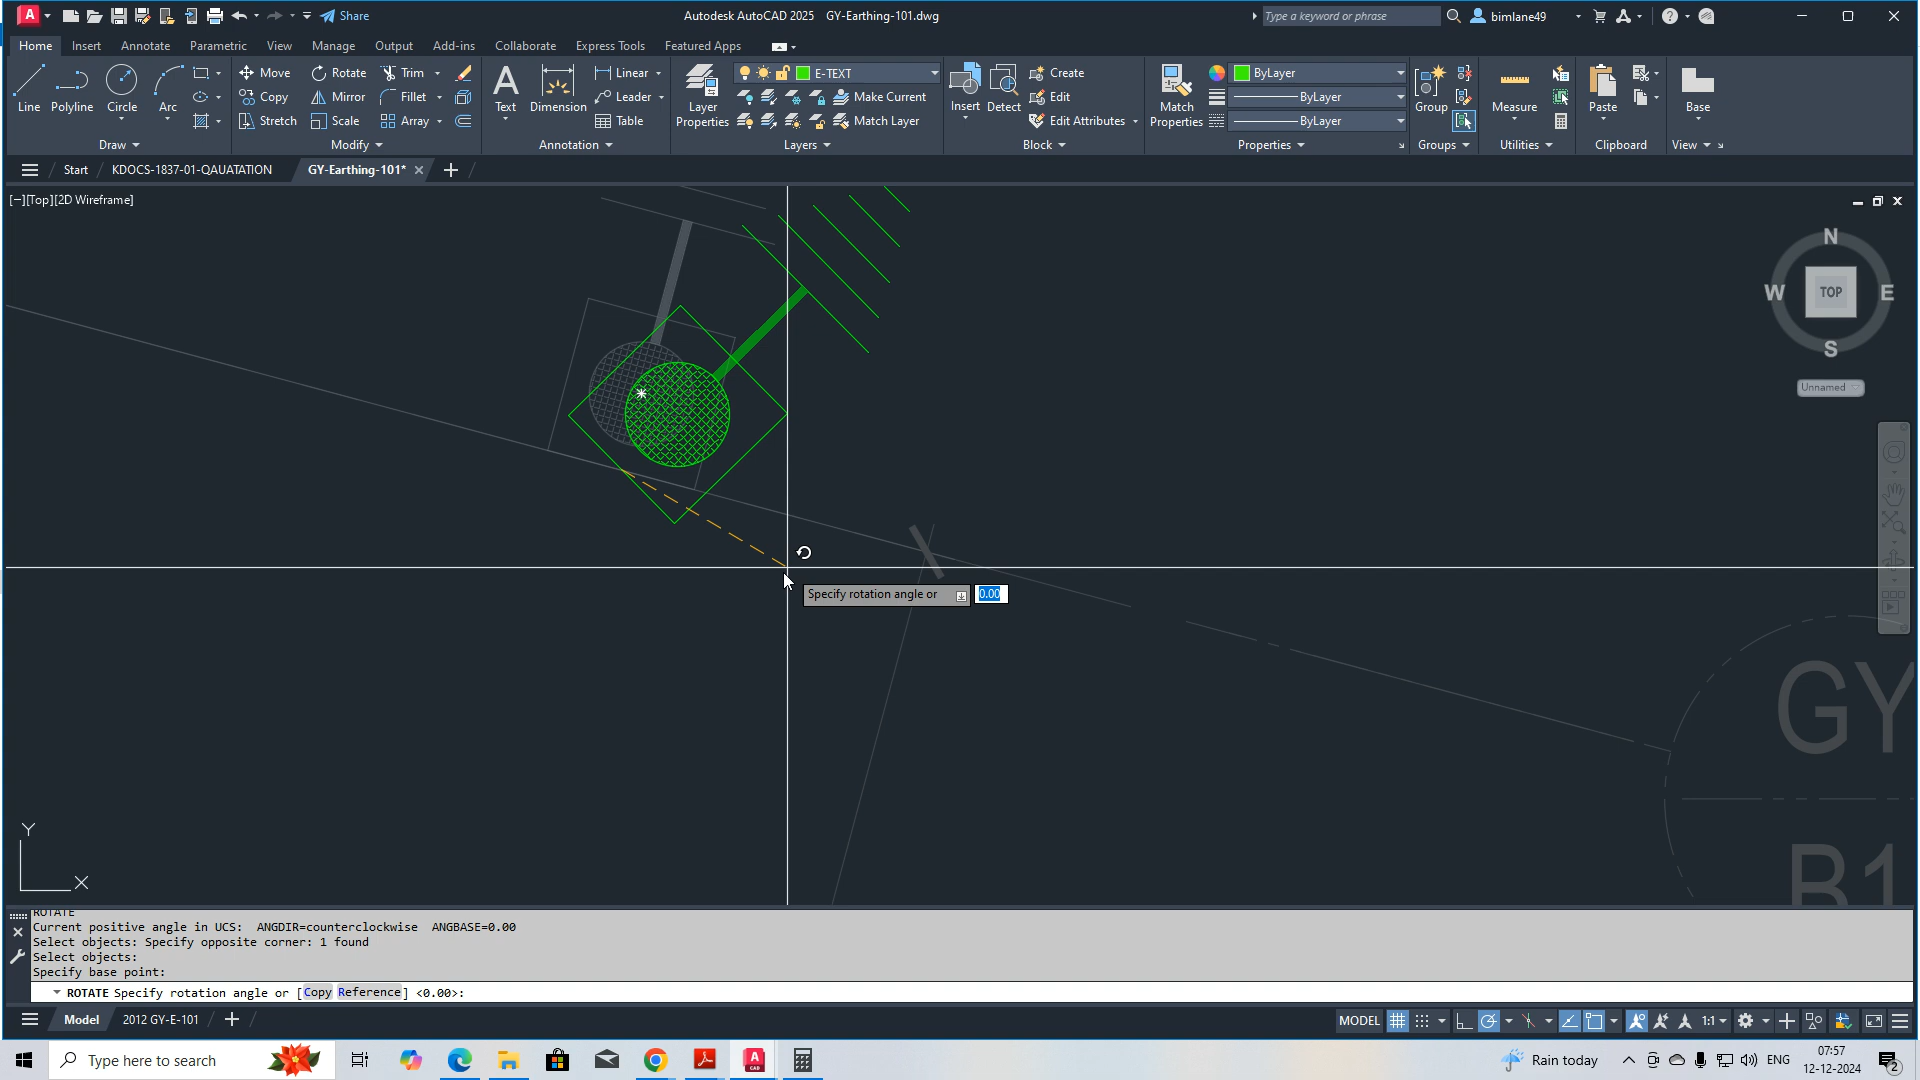 Share
Autodesk AutoCAD 2025 GY-Earthing-101.dwg
Type a keyword or phrase
bimlane49
Home Insert Annotate Parametric View Manage Output Add-ins Collaborate Express Tools Featured Apps
Line Polyline Circle Arc
Move Rotate Trim
Copy Mirror Fillet
Stretch Scale Array
Text Dimension
Linear
Leader
Table
Layer
Properties
E-TEXT
Make Current
Match Layer
Insert Detect
Create
Edit
Edit Attributes
Match
Properties
ByLayer
ByLayer
ByLayer
Group Measure Paste Base
Draw Modify Annotation Layers Block Properties Groups Utilities Clipboard View
Start KDOCS-1837-01-QAUATATION GY-Earthing-101*
[−][Top][2D Wireframe]
N
W TOP E
S
Unnamed
Specify rotation angle or 0.00
GY
B1
Y
X
ROTATE
Current positive angle in UCS: ANGDIR=counterclockwise ANGBASE=0.00
Select objects: Specify opposite corner: 1 found
Select objects:
Specify base point:
ROTATE Specify rotation angle or [Copy Reference] <0.00>:
Model 2012 GY-E-101
MODEL 1:1
Type here to search
Rain today
ENG
07:57
12-12-2024
2